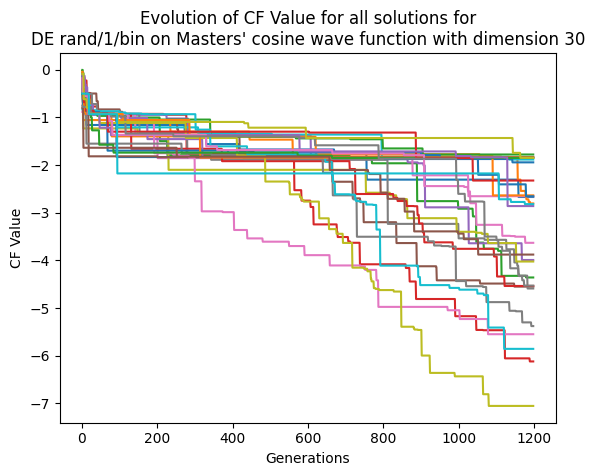 Evolution of CF Value for all solutions for
DE rand/1/bin on Masters' cosine wave function with dimension 30
0
−1
−2
−3
−4
−5
−6
−7
CF Value
0 200 400 600 800 1000 1200
Generations